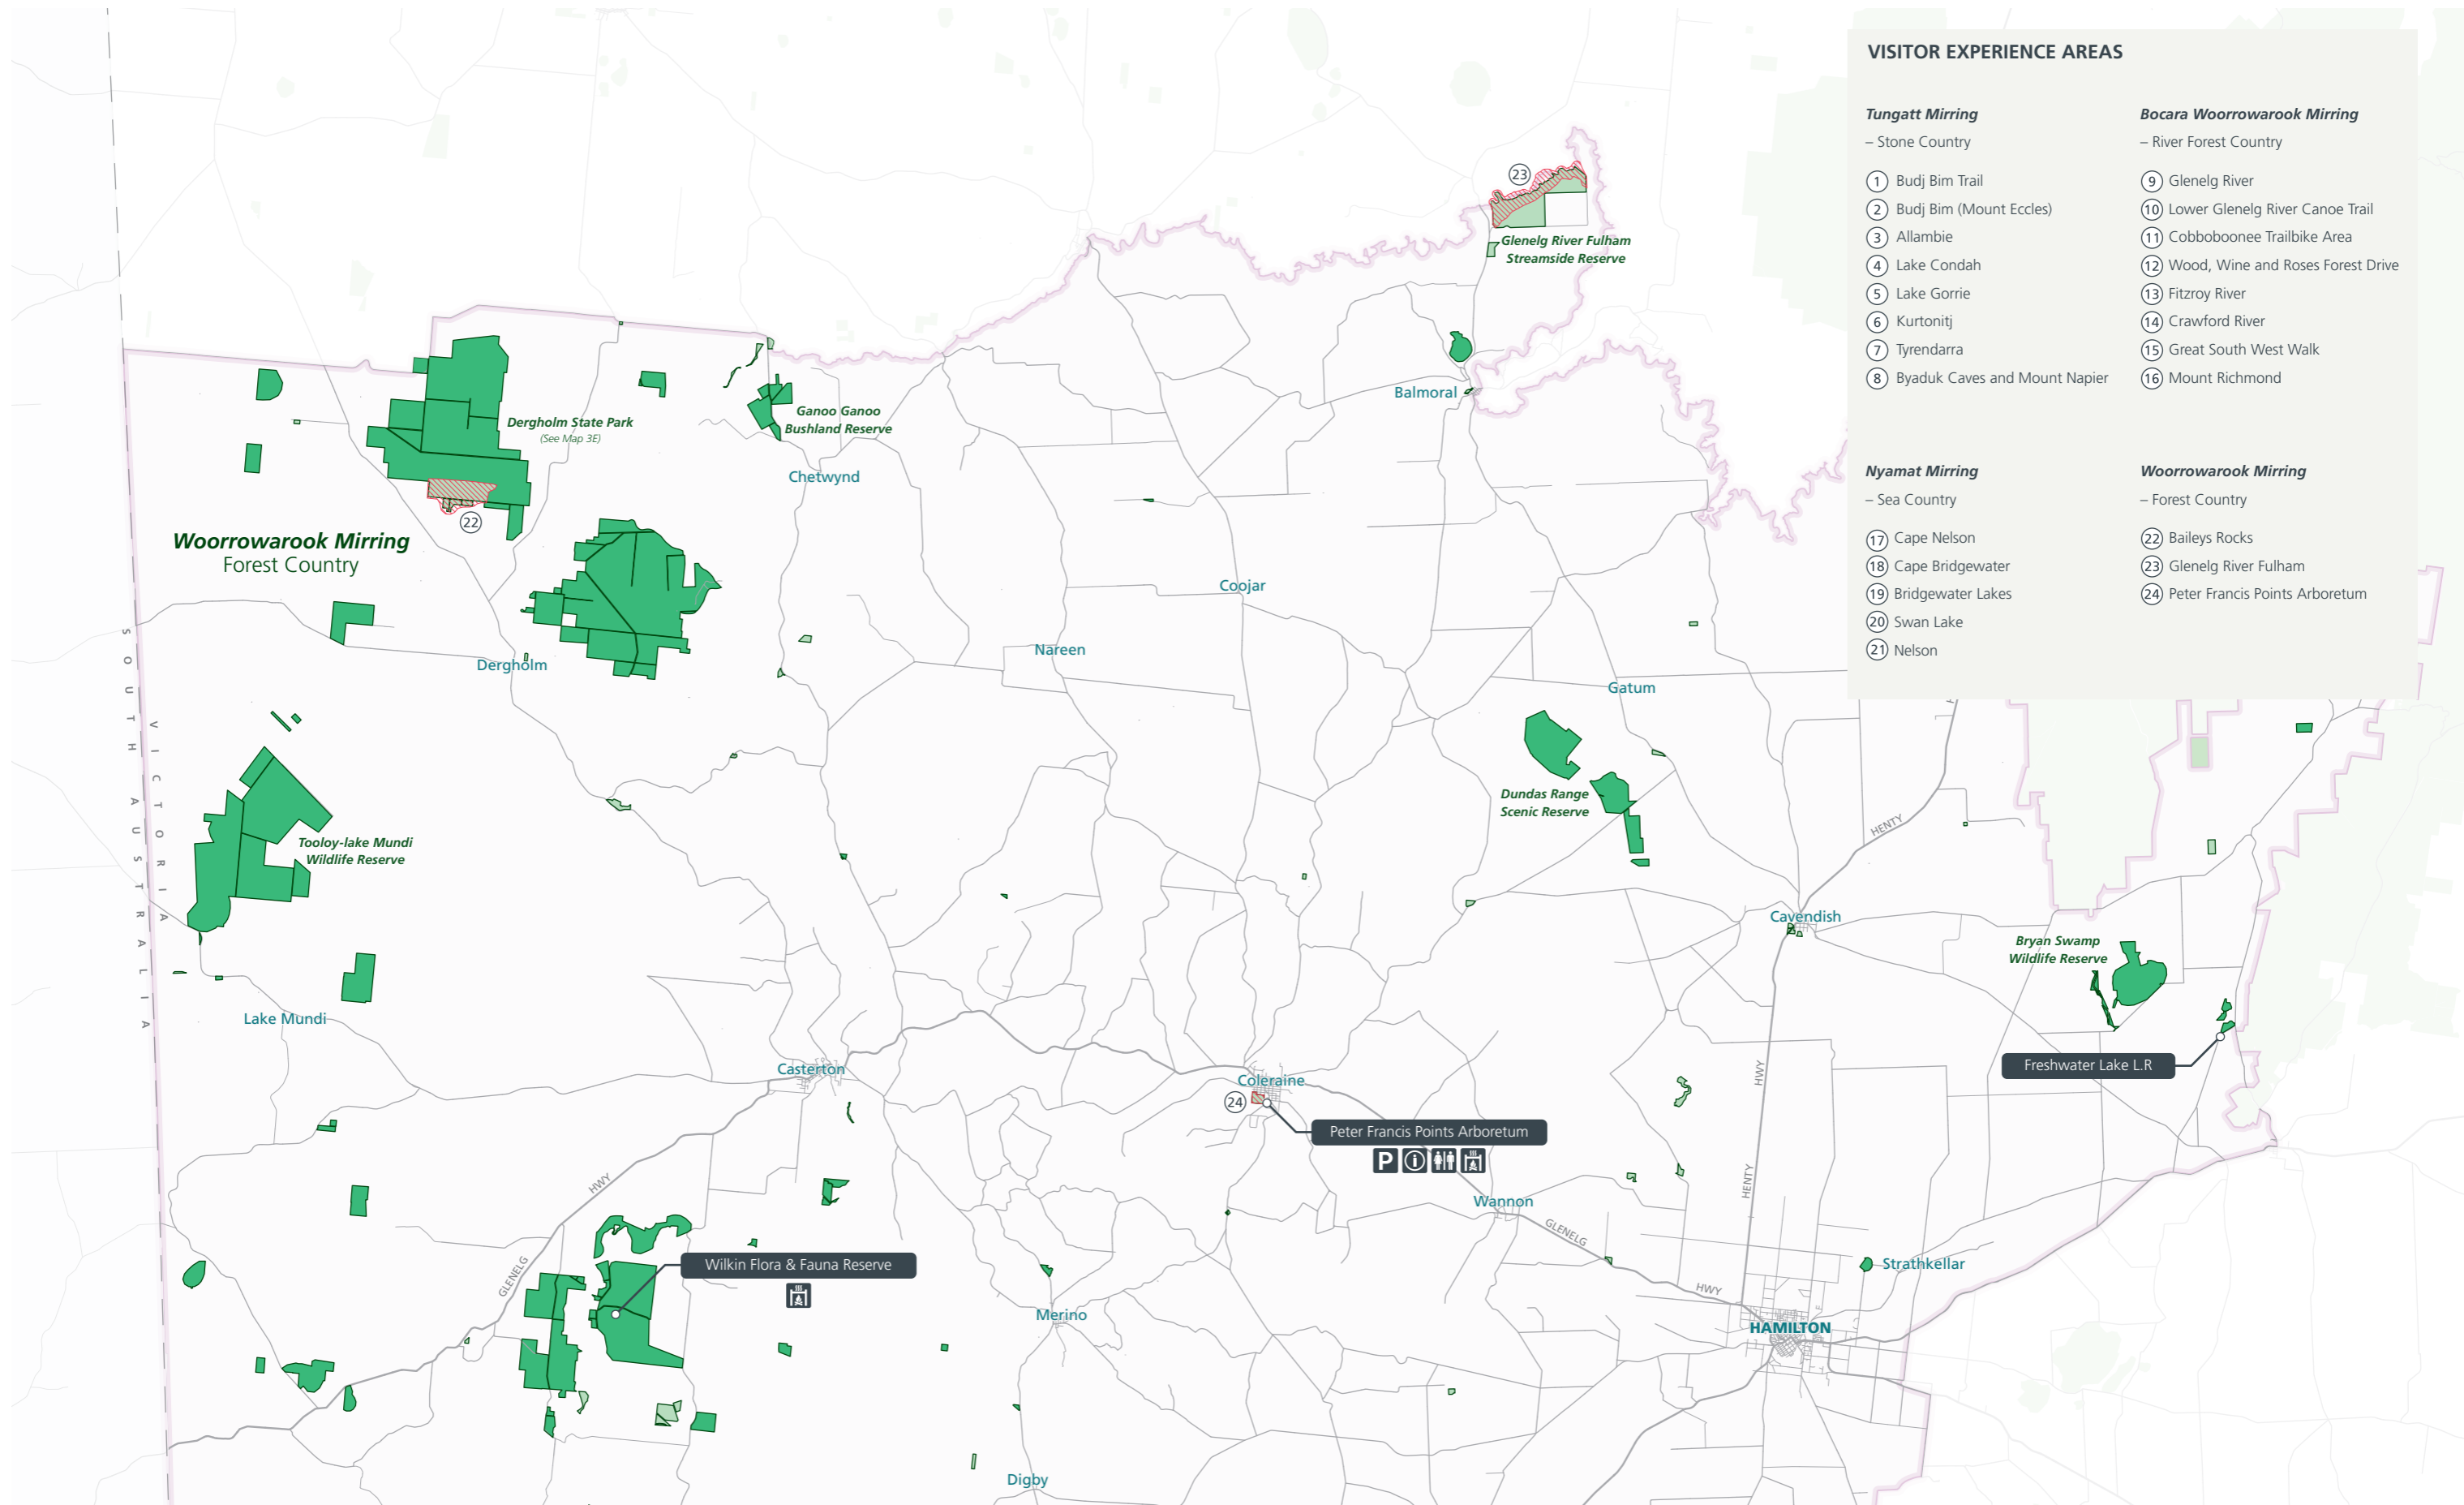 VISITOR EXPERIENCE AREAS
Tungatt Mirring
– Stone Country
1 Budj Bim Trail
2 Budj Bim (Mount Eccles)
3 Allambie
4 Lake Condah
5 Lake Gorrie
6 Kurtonitj
7 Tyrendarra
8 Byaduk Caves and Mount Napier
Bocara Woorrowarook Mirring
– River Forest Country
9 Glenelg River
10 Lower Glenelg River Canoe Trail
11 Cobboboonee Trailbike Area
12 Wood, Wine and Roses Forest Drive
13 Fitzroy River
14 Crawford River
15 Great South West Walk
16 Mount Richmond
Nyamat Mirring
– Sea Country
17 Cape Nelson
18 Cape Bridgewater
19 Bridgewater Lakes
20 Swan Lake
21 Nelson
Woorrowarook Mirring
– Forest Country
22 Baileys Rocks
23 Glenelg River Fulham
24 Peter Francis Points Arboretum
23
Glenelg River Fulham
Streamside Reserve
Balmoral
Ganoo Ganoo
Bushland Reserve
Dergholm State Park
(See Map 3E)
Chetwynd
22
Woorrowarook Mirring
Forest Country
Coojar
Nareen
Dergholm
Gatum
SOUTH AUSTRALIA
VICTORIA
Dundas Range
Scenic Reserve
Tooloy-lake Mundi
Wildlife Reserve
HENTY
Cavendish
Bryan Swamp
Wildlife Reserve
Lake Mundi
Freshwater Lake L.R
Casterton
Coleraine
24
HWY
Peter Francis Points Arboretum
P i
HENTY
HWY
Wannon
GLENELG
Strathkellar
Wilkin Flora & Fauna Reserve
GLENELG
HWY
Merino
HAMILTON
Digby